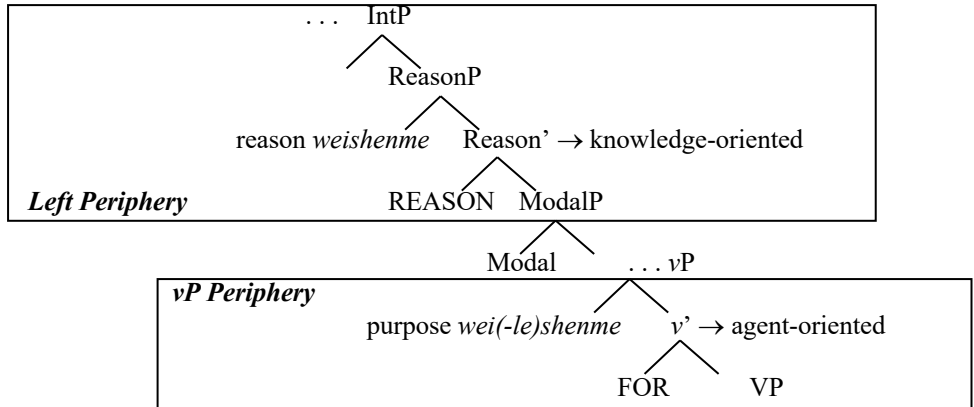 . . . IntP
ReasonP
reason weishenme Reason’ → knowledge-oriented
Left Periphery REASON ModalP
Modal . . . vP
vP Periphery
purpose wei(-le)shenme v’ → agent-oriented
FOR VP